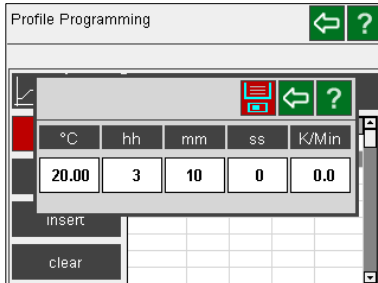 Profile Programming
?
?
°C hh mm ss K/Min
20.00 3 10 0 0.0
insert
clear